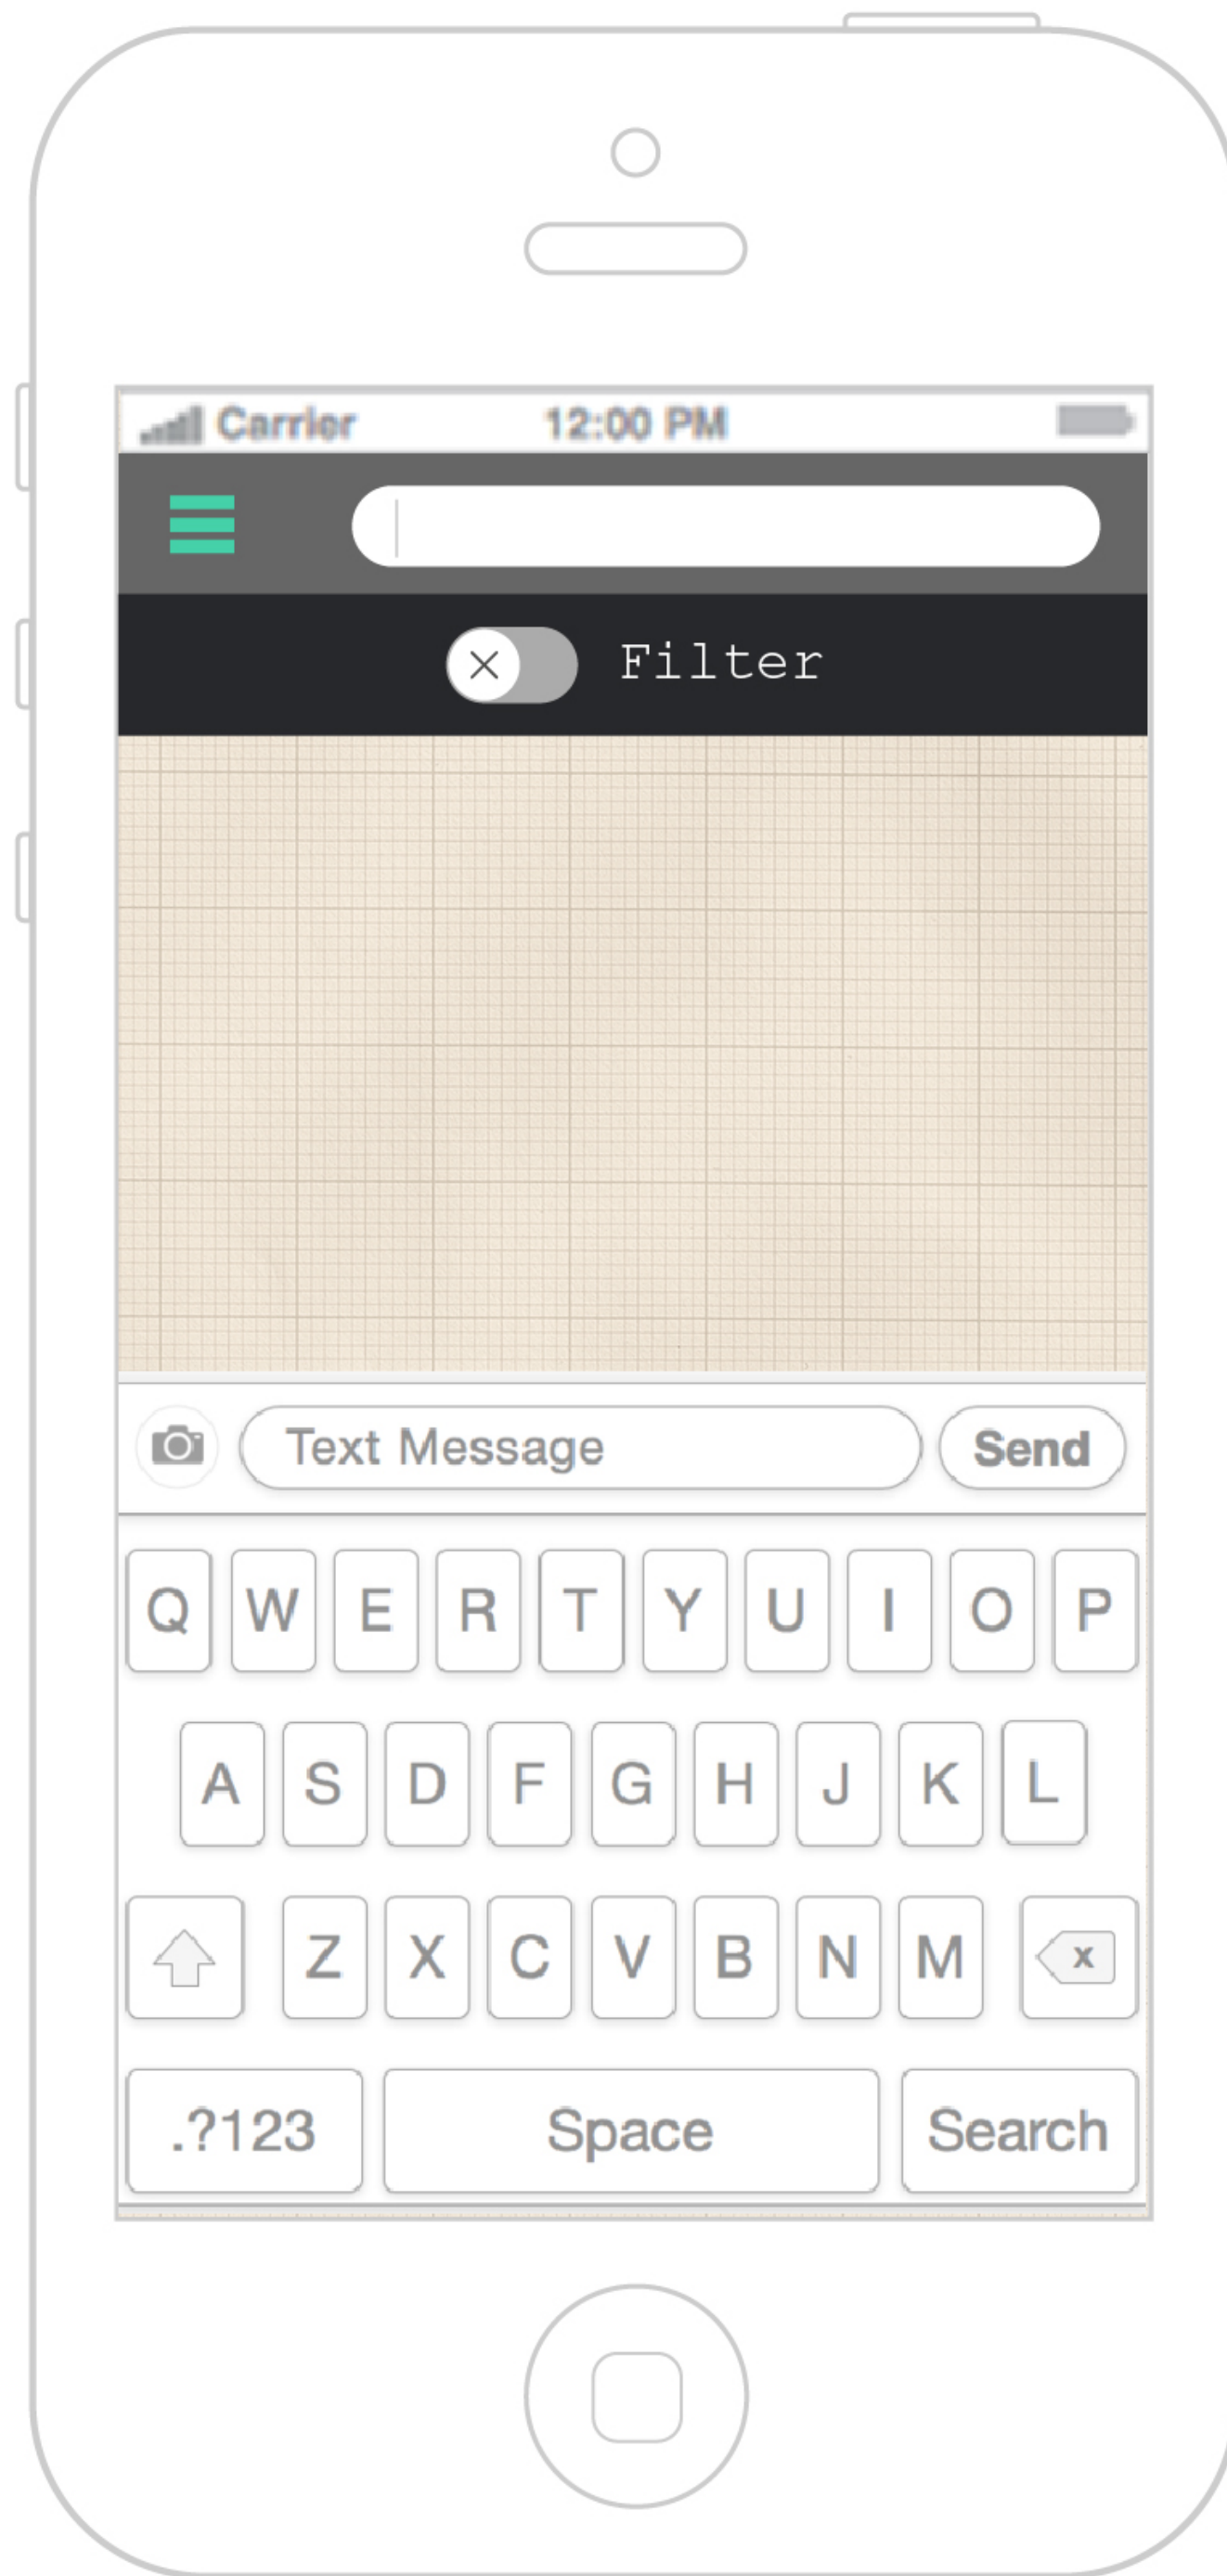 Carrier 12:00 PM
Filter
Text Message Send
Q W E R T Y U I O P
A S D F G H J K L
Z X C V B N M x
.?123 Space Search